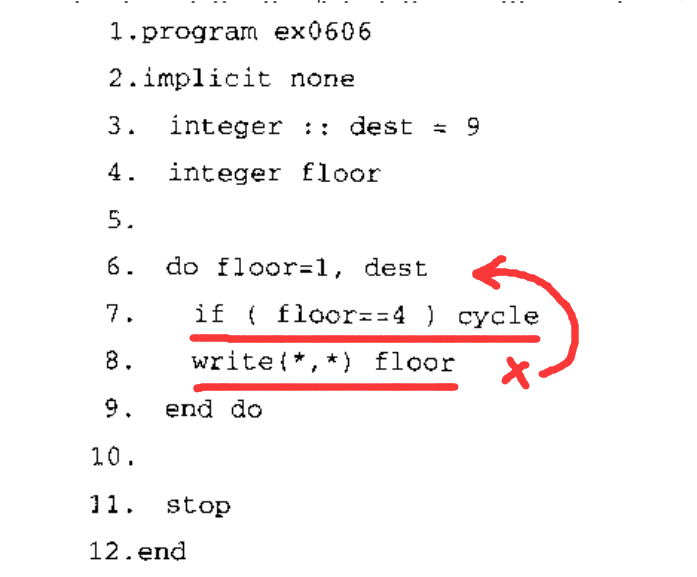 1.program ex0606
2.implicit none
3. integer :: dest = 9
4. integer floor
5.
6. do floor=1, dest
7. if ( floor==4 ) cycle
8. write(*,*) floor
9. end do
10.
11. stop
12.end